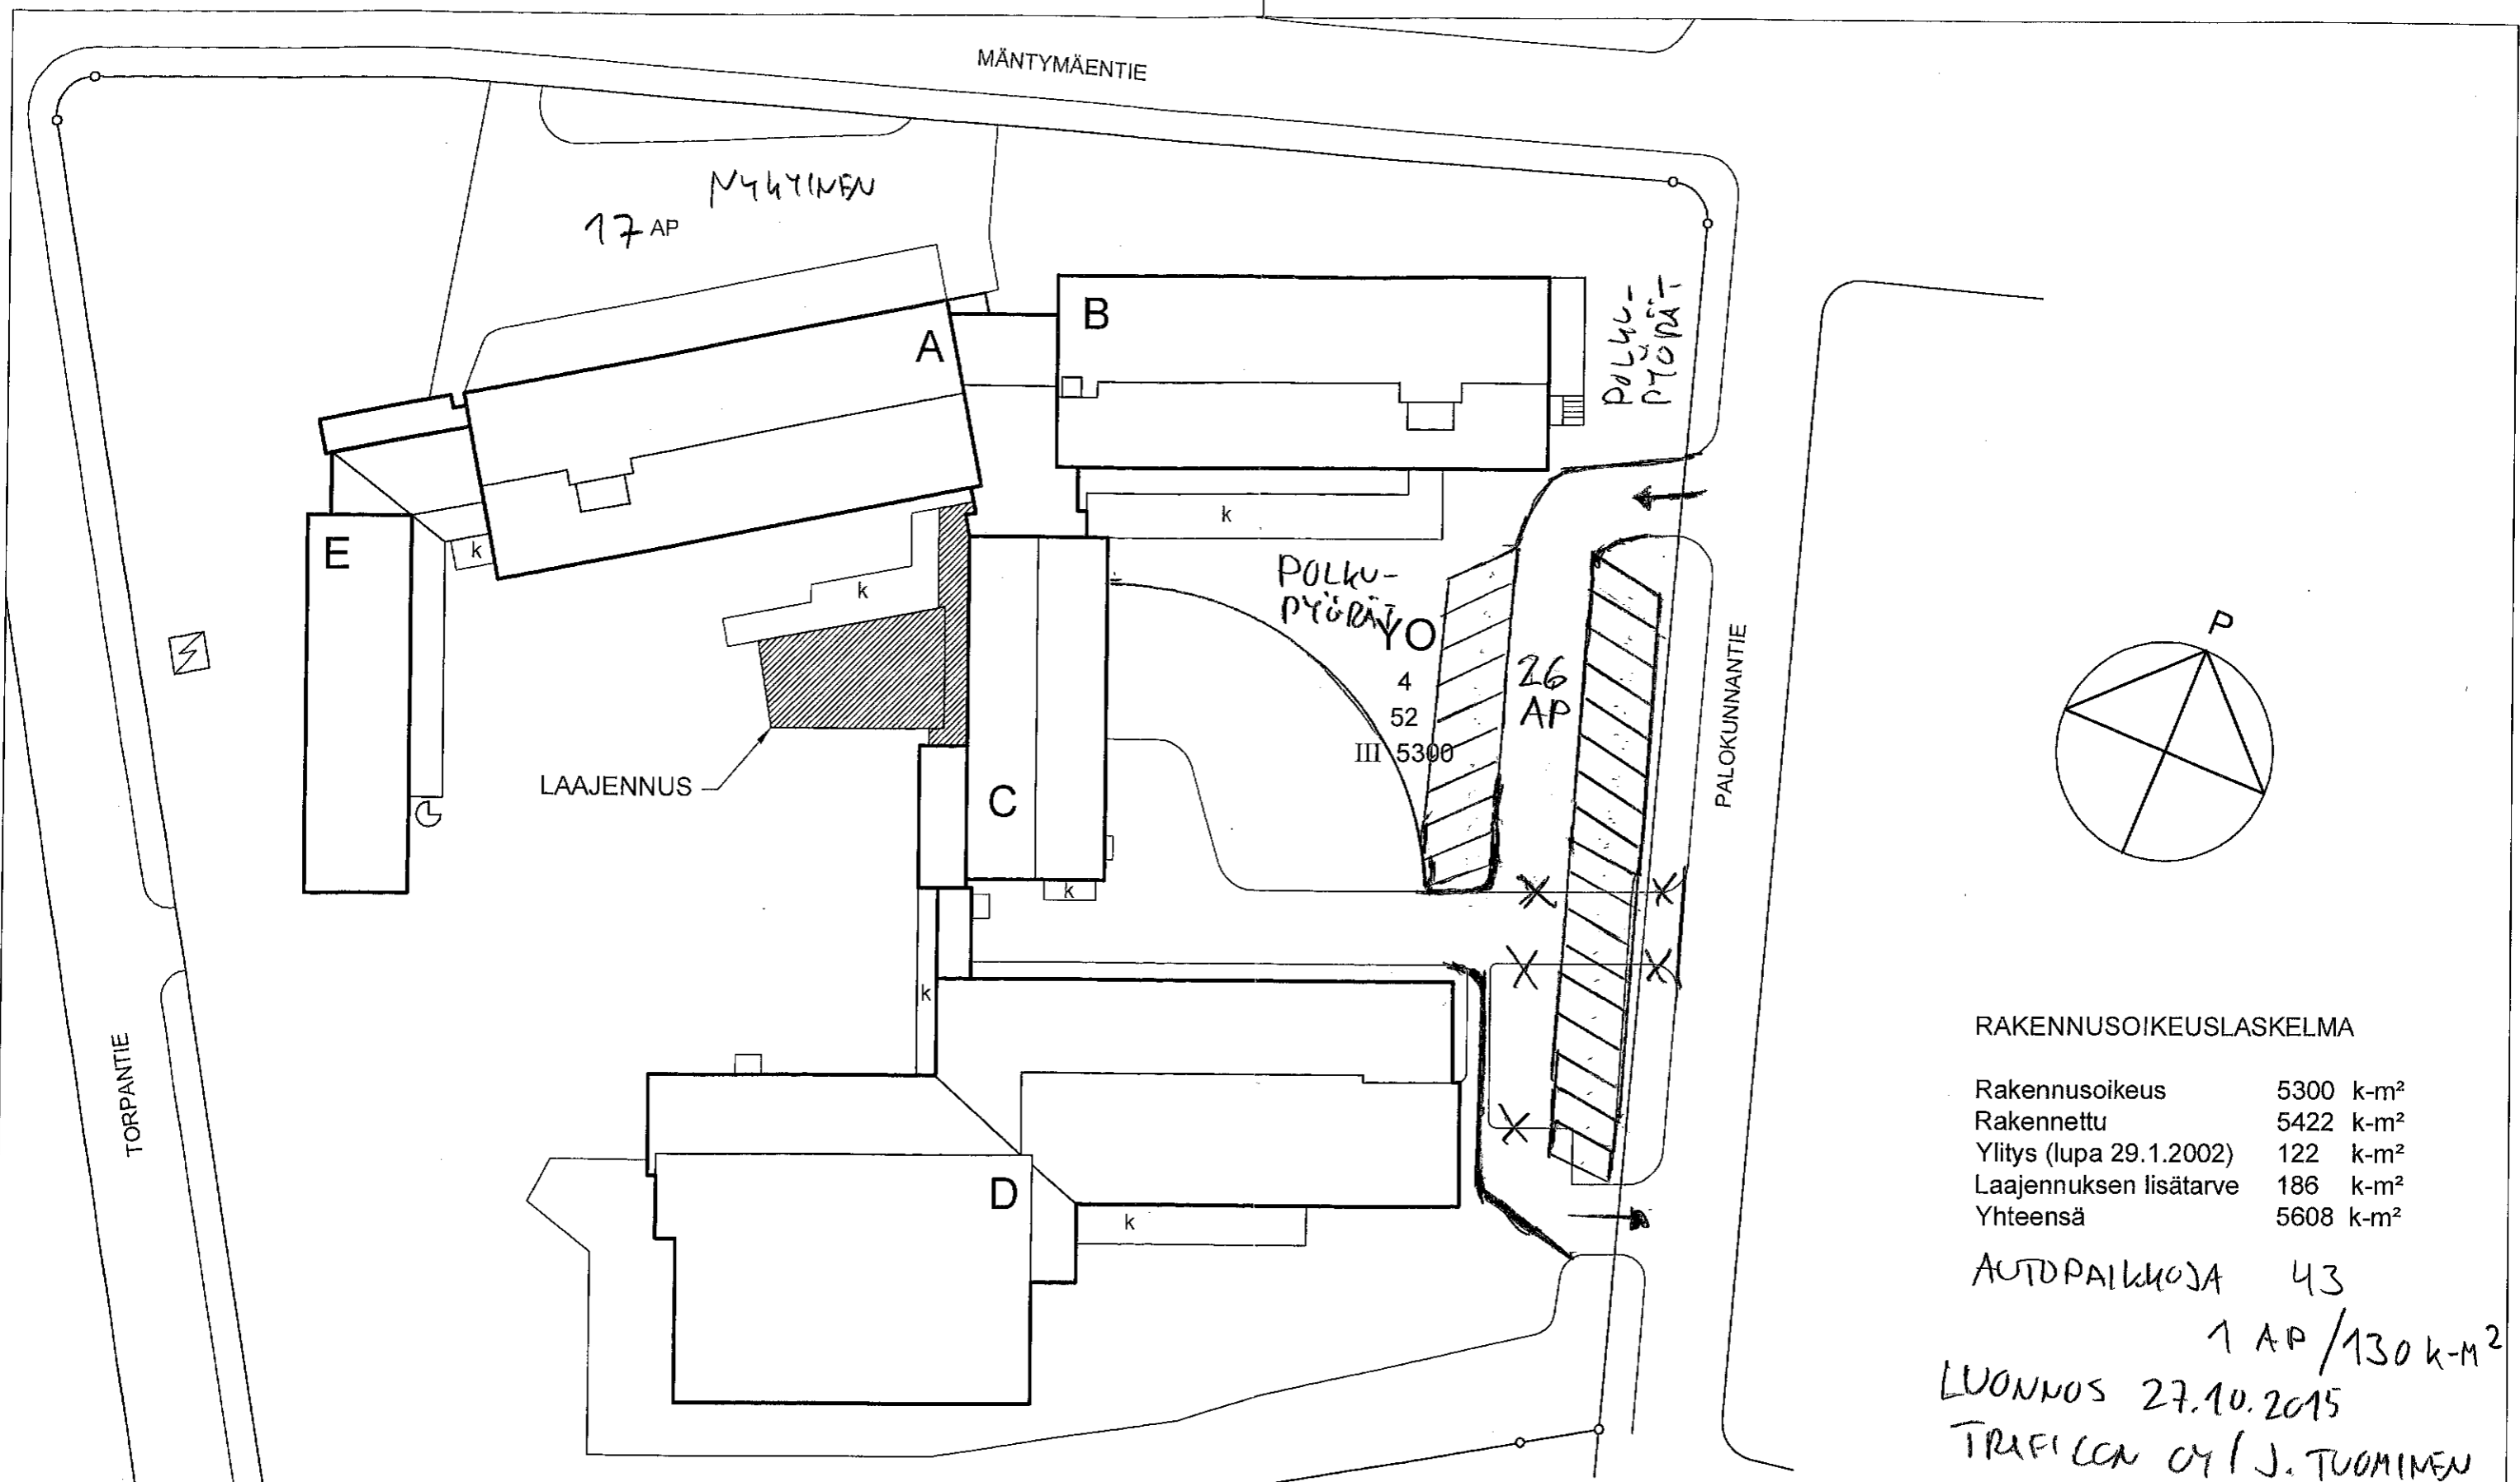 MÄNTYMÄENTIE
NYKYINEN
17 AP
A
B
POLKU-
PYÖRÄT
E
k
k
k
POLKU-
PYÖRÄT
YO
4
52
III 5300
26
AP
PALOKUNNANTIE
P
LAAJENNUS
C
k
k
TORPANTIE
D
k
RAKENNUSOIKEUSLASKELMA
Rakennusoikeus 5300 k-m²
Rakennettu 5422 k-m²
Ylitys (lupa 29.1.2002) 122 k-m²
Laajennuksen lisätarve 186 k-m²
Yhteensä 5608 k-m²
AUTOPAIKKOJA 43
1 AP / 130 k-m²
LUONNOS 27.10.2015
TRAFICON OY / J. TUOMINEN